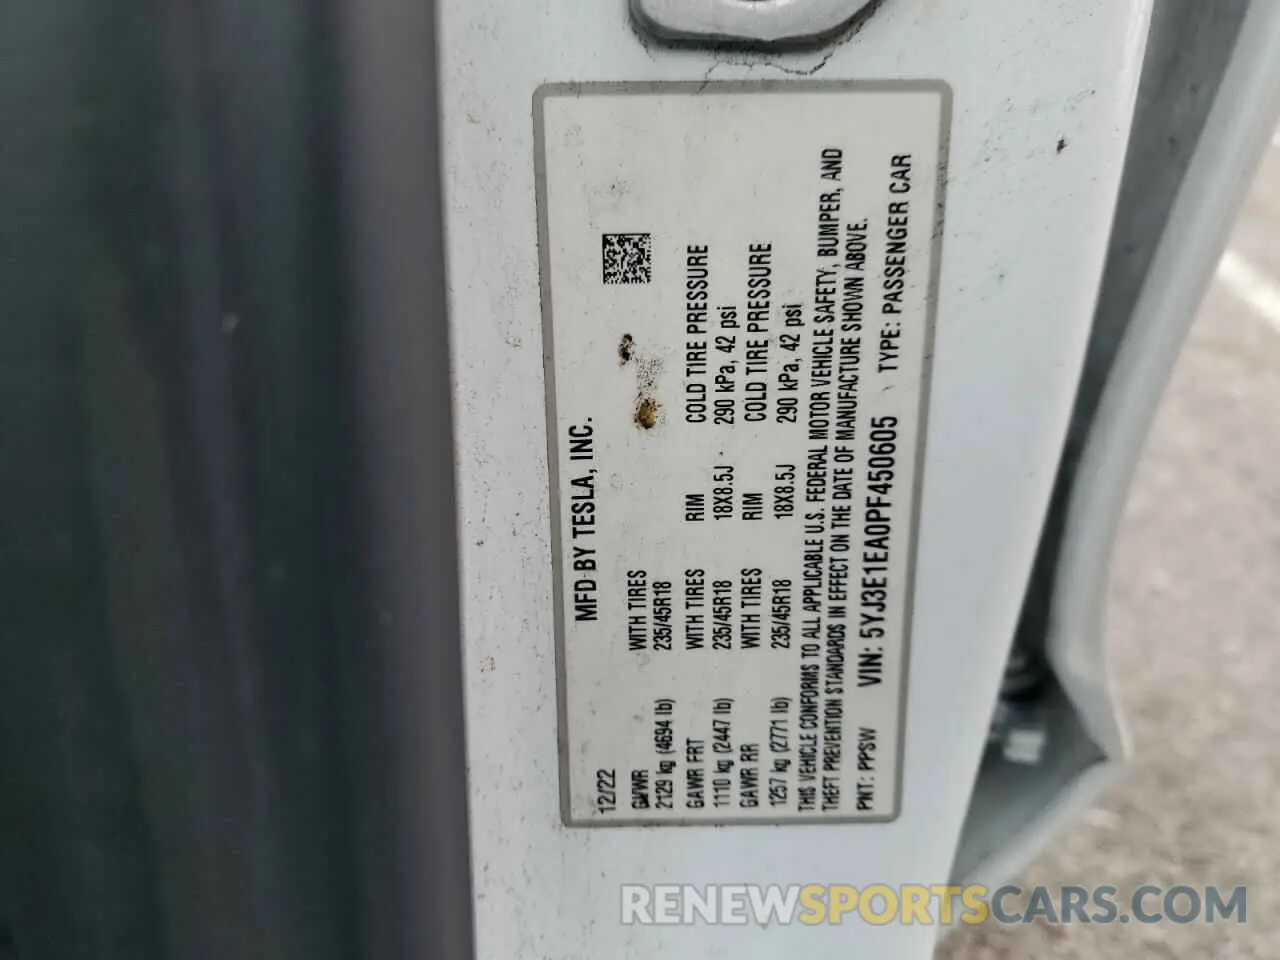 MFD BY TESLA, INC.
12/22
GVWR WITH TIRES
2129 kg (4694 lb) 235/45R18
GAWR FRT WITH TIRES RIM COLD TIRE PRESSURE
1110 kg (2447 lb) 235/45R18 18X8.5J 290 kPa, 42 psi
GAWR RR WITH TIRES RIM COLD TIRE PRESSURE
1257 kg (2771 lb) 235/45R18 18X8.5J 290 kPa, 42 psi
THIS VEHICLE CONFORMS TO ALL APPLICABLE U.S. FEDERAL MOTOR VEHICLE SAFETY, BUMPER, AND
THEFT PREVENTION STANDARDS IN EFFECT ON THE DATE OF MANUFACTURE SHOWN ABOVE.
PNT: PPSW VIN: 5YJ3E1EA0PF450605 TYPE: PASSENGER CAR
RENEWSPORTSCARS.COM